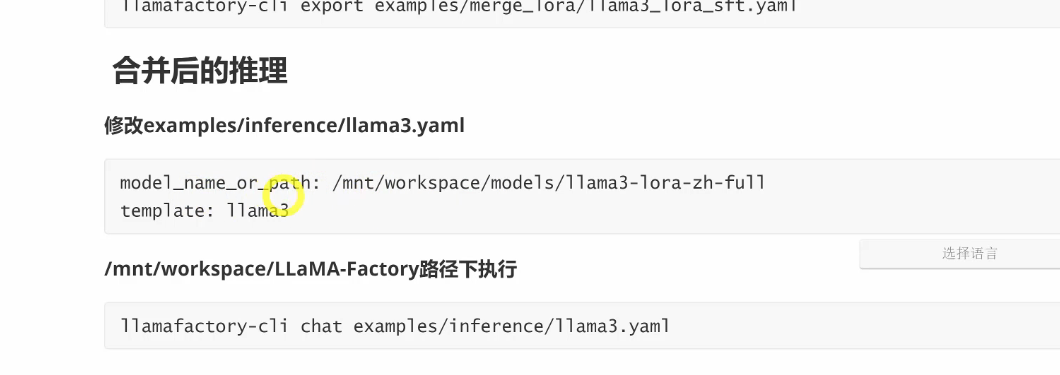 llamafactory-cli export examples/merge_lora/llama3_lora_sft.yaml
合并后的推理
修改examples/inference/llama3.yaml
model_name_or_path: /mnt/workspace/models/llama3-lora-zh-full
template: llama3
选择语言
/mnt/workspace/LLaMA-Factory路径下执行
llamafactory-cli chat examples/inference/llama3.yaml